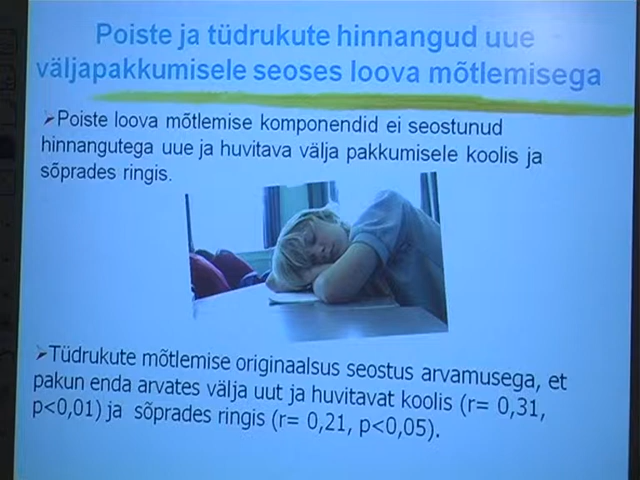 Poiste ja tüdrukute hinnangud uue
väljapakkumisele seoses loova mõtlemisega
➢Poiste loova mõtlemise komponendid ei seostunud
hinnangutega uue ja huvitava välja pakkumisele koolis ja
sõprades ringis.
➢Tüdrukute mõtlemise originaalsus seostus arvamusega, et
pakun enda arvates välja uut ja huvitavat koolis (r= 0,31,
p<0,01) ja sõprades ringis (r= 0,21, p<0,05).